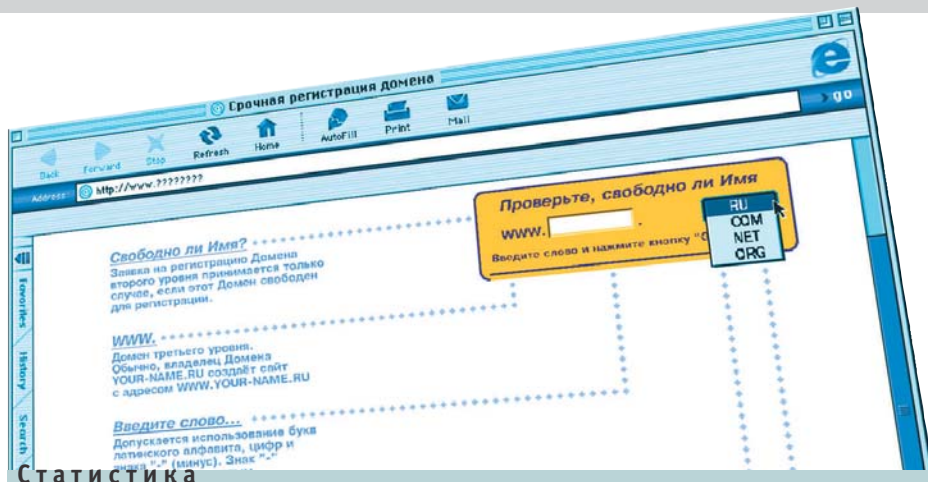 Срочная регистрация домена
Back Forward Stop Refresh Home AutoFill Print Mail
Address: http://www.???????? go
Favorites
History
Search
Проверьте, свободно ли Имя
www. .
Введите слово и нажмите кнопку "
RU
COM
NET
ORG
Свободно ли Имя?
Заявка на регистрацию Домена
второго уровня принимается только
случае, если этот Домен свободен
для регистрации.
WWW.
Домен третьего уровня.
Обычно, владелец Домена
YOUR-NAME.RU создаёт сайт
с адресом WWW.YOUR-NAME.RU
Введите слово...
Допускается использование букв
латинского алфавита, цифр и
знака "-" (минус). Знак "-"
Статистика